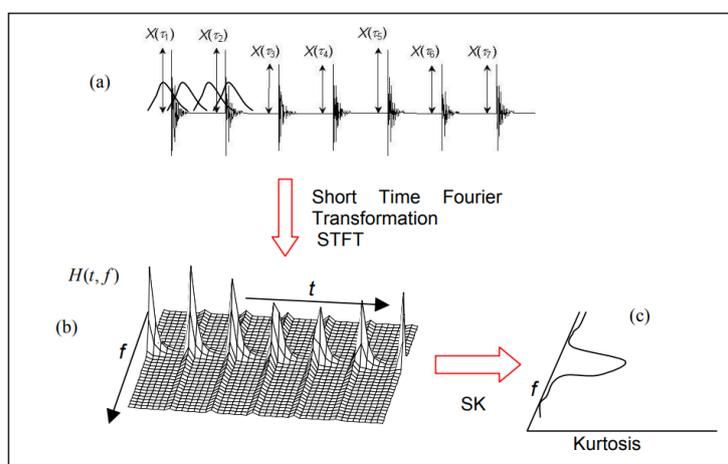 X(τ₁) X(τ₂) X(τ₃) X(τ₄) X(τ₅) X(τ₆) X(τ₇)
(a)
Short Time Fourier
Transformation
STFT
H(t, f)
t
(b)
f
SK
(c)
f
Kurtosis